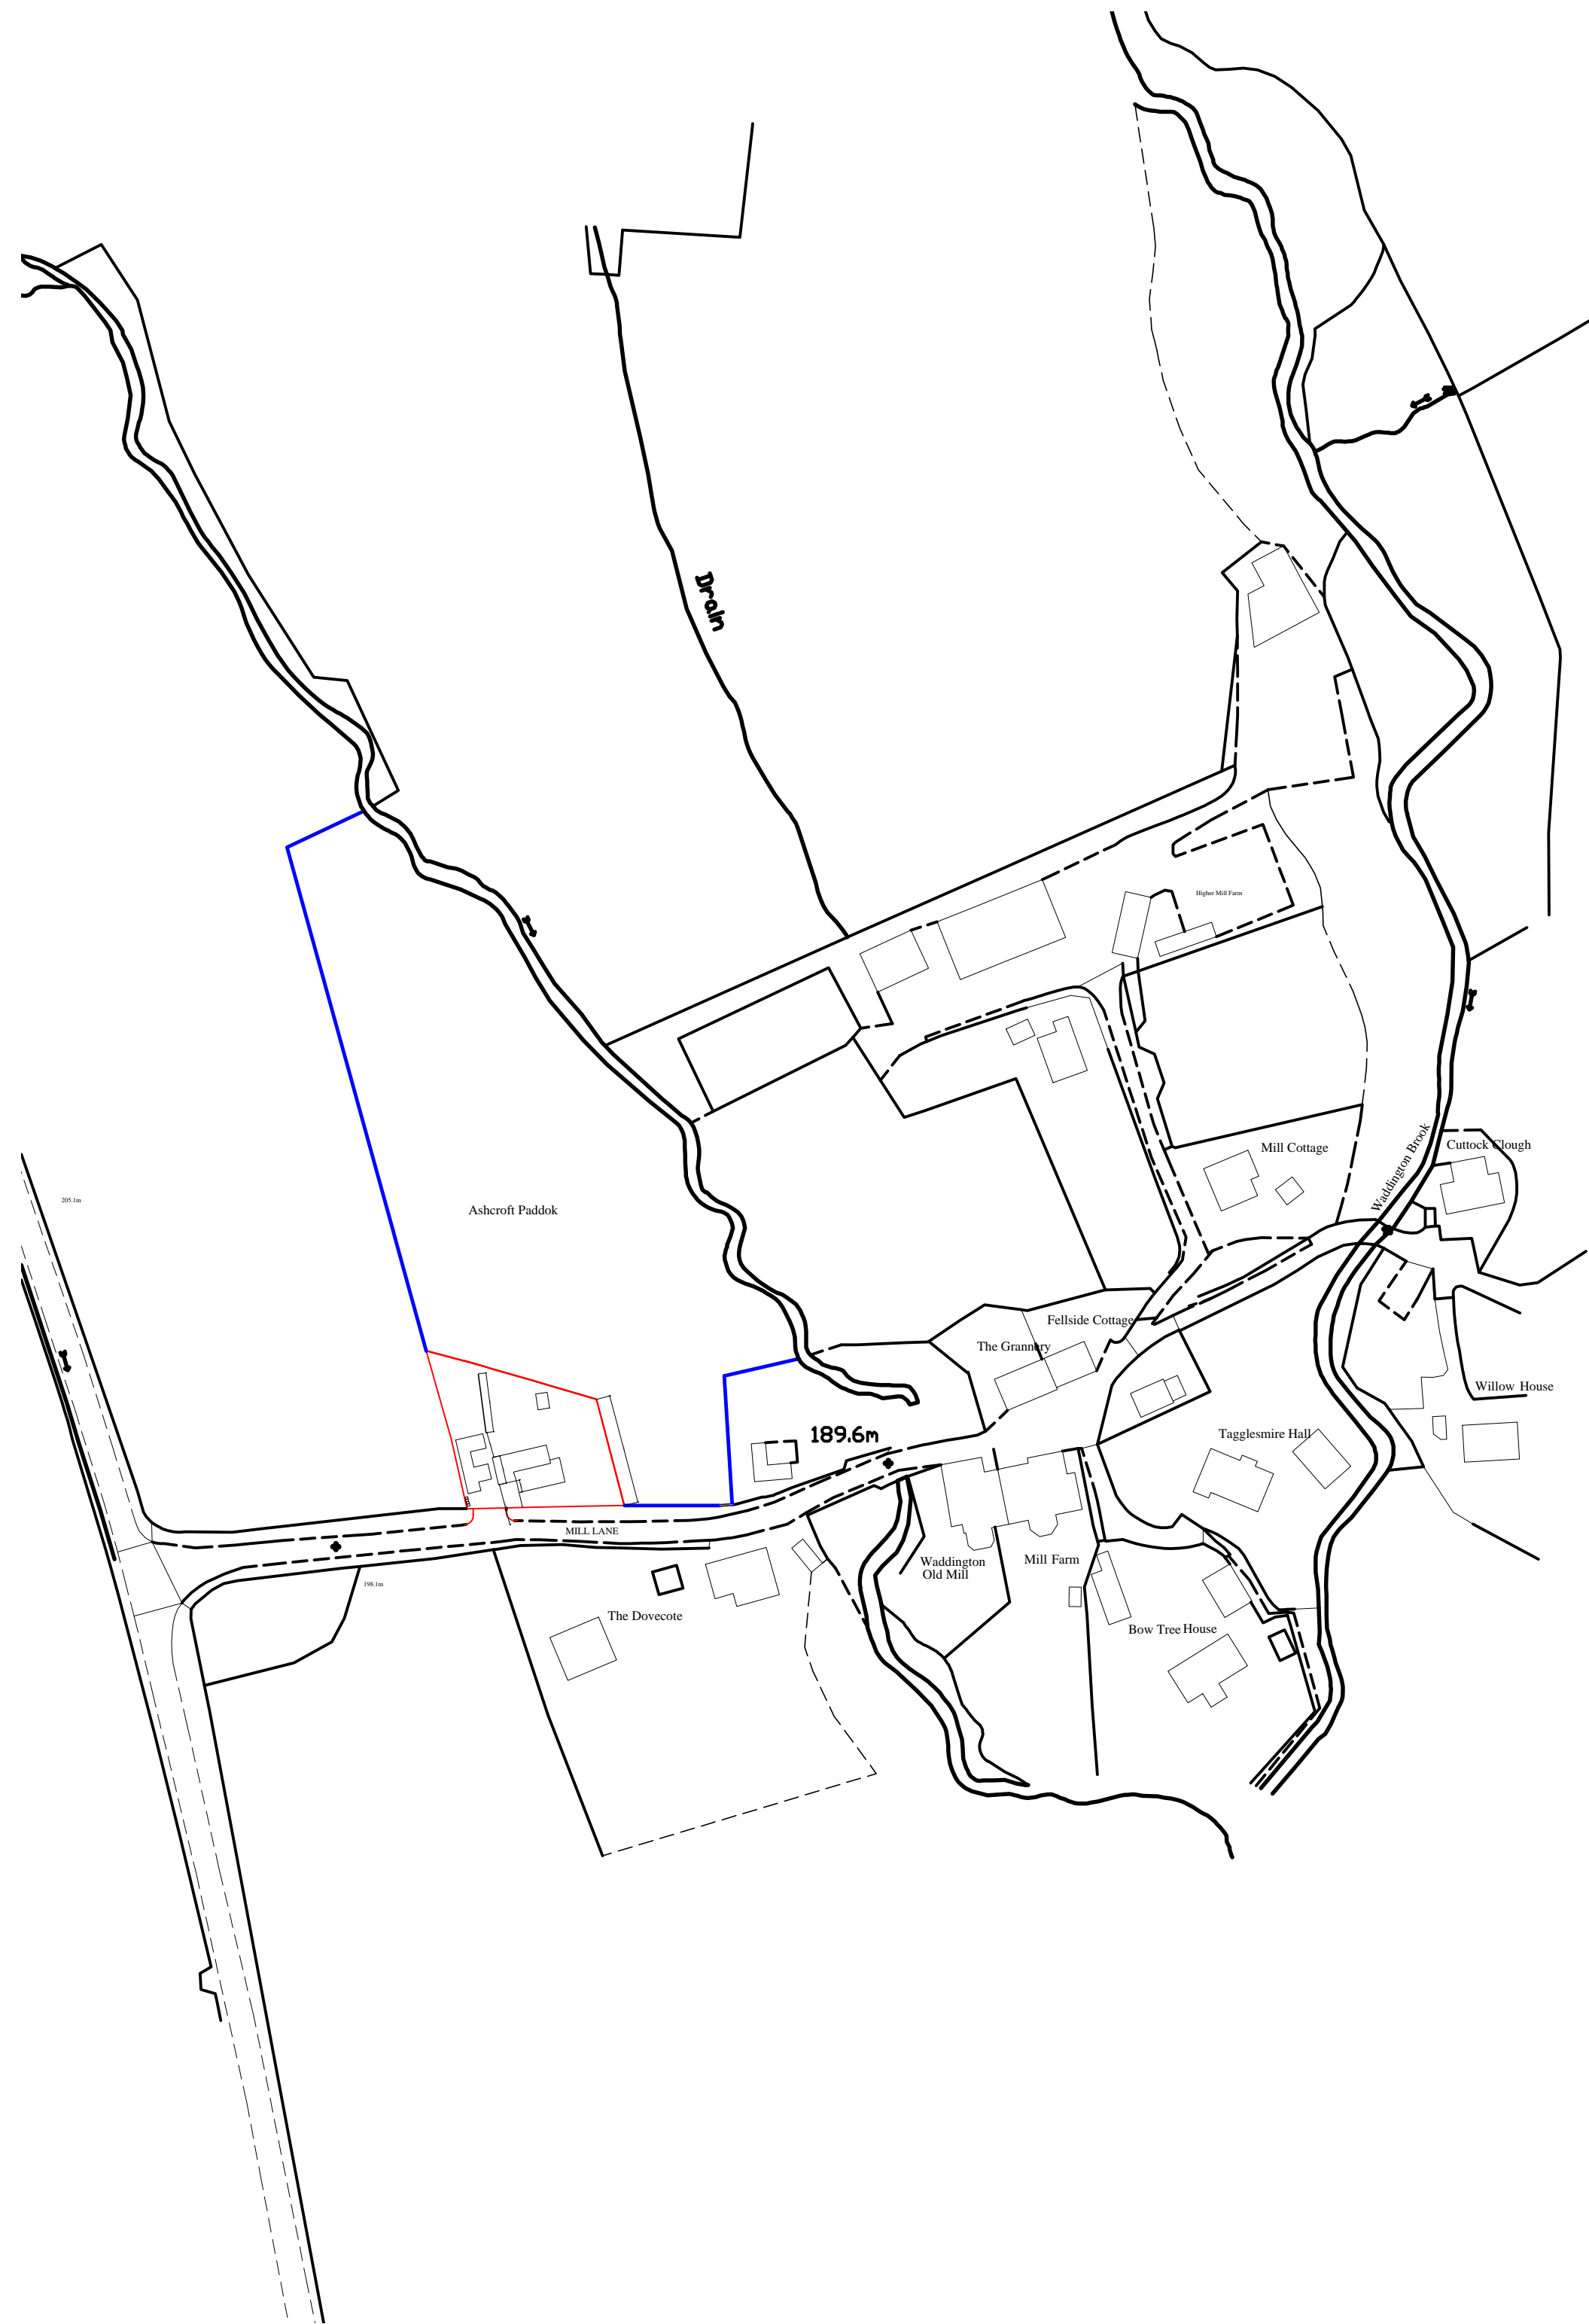 Drain
Higher Mill Farm
Waddington Brook
Cuttock Clough
Mill Cottage
205.1m
Ashcroft Paddok
Fellside Cottage
The Grannery
Willow House
189.6m
Tagglesmire Hall
MILL LANE
Waddington
Old Mill
Mill Farm
198.1m
The Dovecote
Bow Tree House